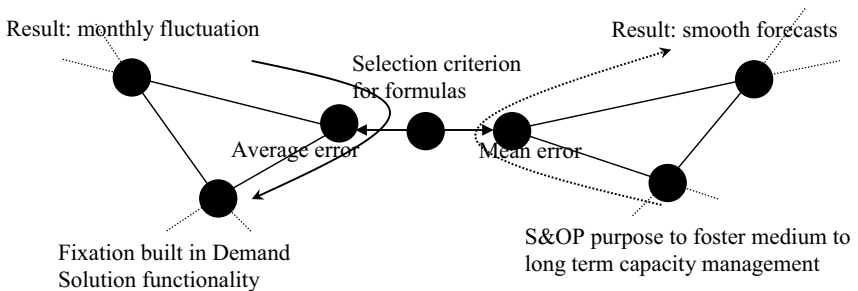 Result: monthly fluctuation
Result: smooth forecasts
Selection criterion
for formulas
Average error
Mean error
Fixation built in Demand
Solution functionality
S&OP purpose to foster medium to
long term capacity management